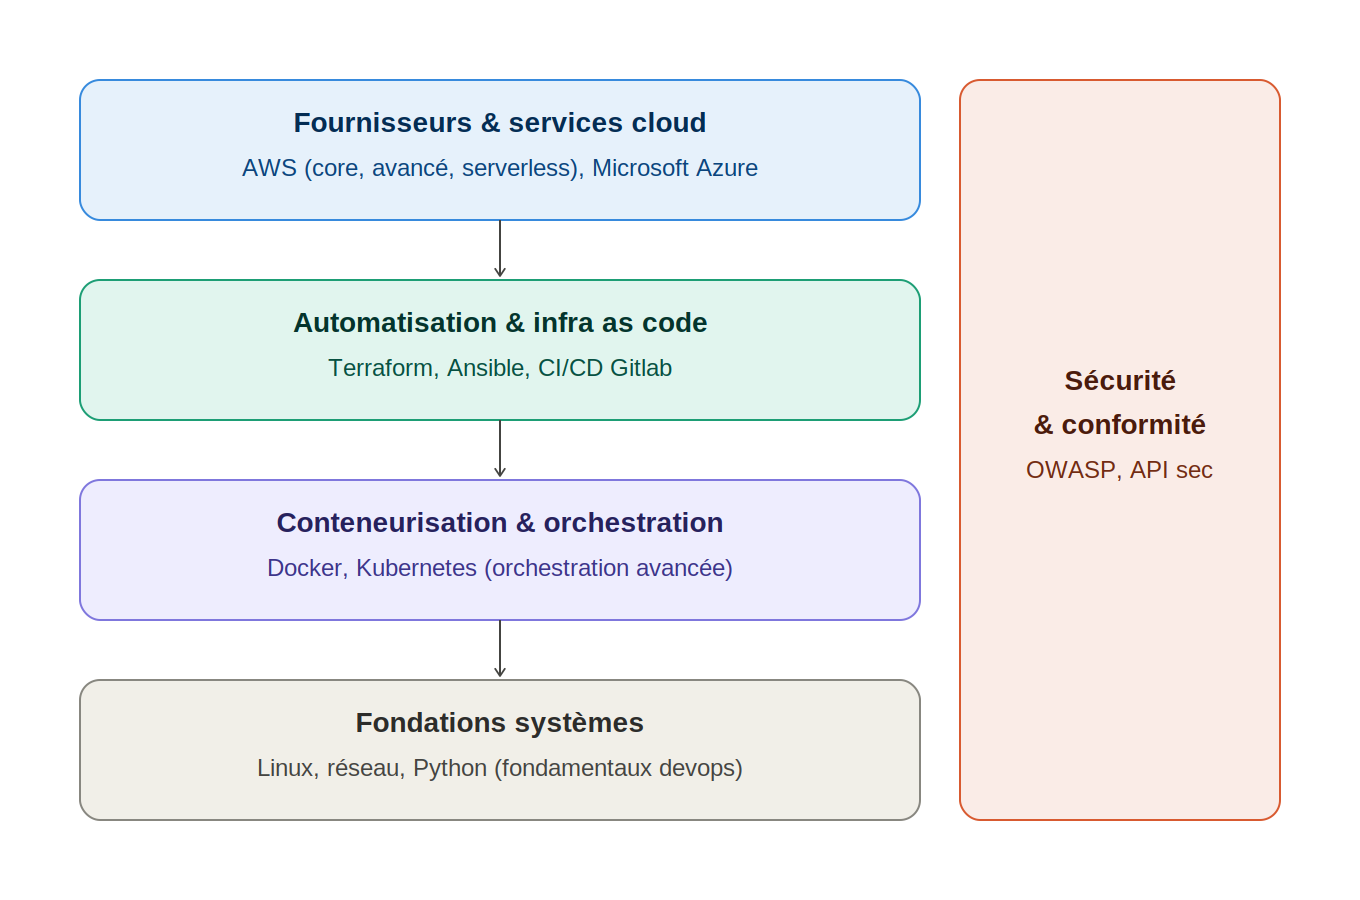 Fournisseurs & services cloud
AWS (core, avancé, serverless), Microsoft Azure
Automatisation & infra as code
Terraform, Ansible, CI/CD Gitlab
Conteneurisation & orchestration
Docker, Kubernetes (orchestration avancée)
Fondations systèmes
Linux, réseau, Python (fondamentaux devops)
Sécurité
& conformité
OWASP, API sec